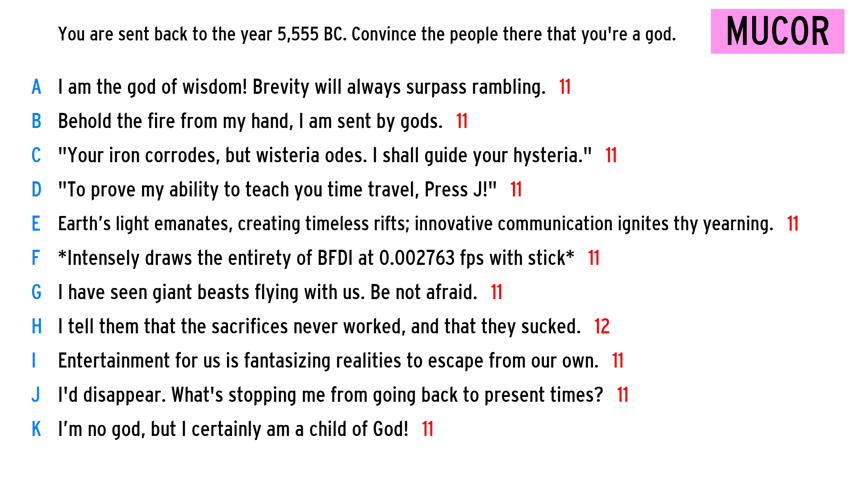 You are sent back to the year 5,555 BC. Convince the people there that you're a god.
MUCOR
A I am the god of wisdom! Brevity will always surpass rambling. 11
B Behold the fire from my hand, I am sent by gods. 11
C "Your iron corrodes, but wisteria odes. I shall guide your hysteria." 11
D "To prove my ability to teach you time travel, Press J!" 11
E Earth’s light emanates, creating timeless rifts; innovative communication ignites thy yearning. 11
F *Intensely draws the entirety of BFDI at 0.002763 fps with stick* 11
G I have seen giant beasts flying with us. Be not afraid. 11
H I tell them that the sacrifices never worked, and that they sucked. 12
I Entertainment for us is fantasizing realities to escape from our own. 11
J I'd disappear. What's stopping me from going back to present times? 11
K I’m no god, but I certainly am a child of God! 11